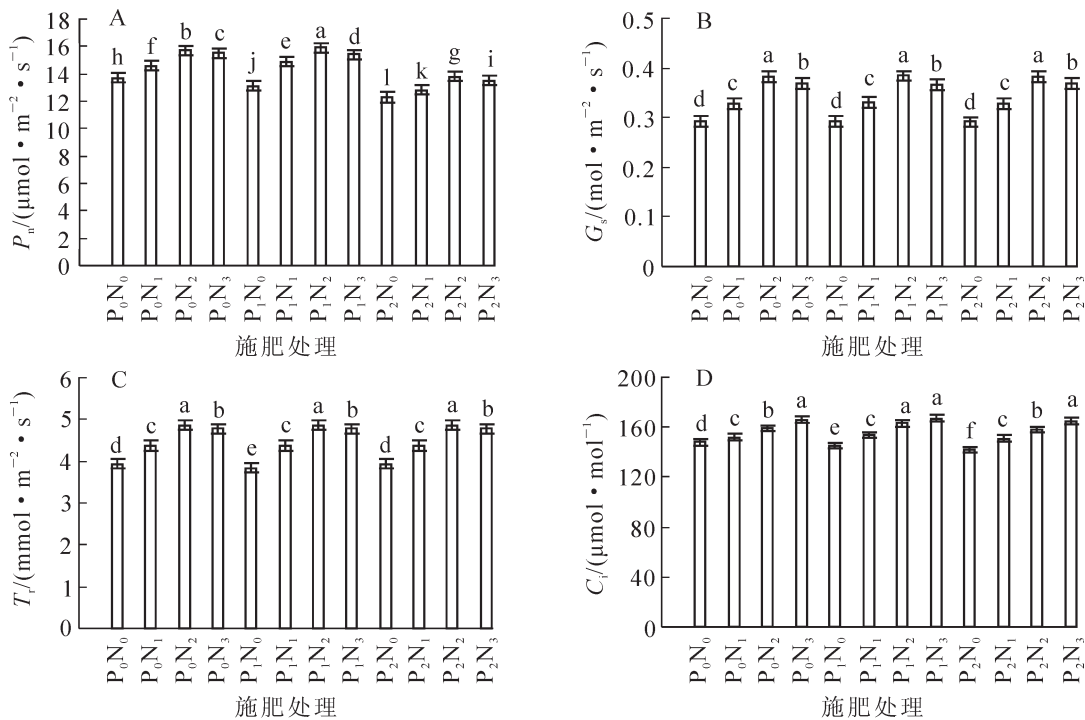 A
Pn/(μmol·m⁻²·s⁻¹)
18
16
14
12
10
8
6
4
2
0
h f b c j e a d l k g i
P₀N₀ P₀N₁ P₀N₂ P₀N₃ P₁N₀ P₁N₁ P₁N₂ P₁N₃ P₂N₀ P₂N₁ P₂N₂ P₂N₃
施肥处理
B
Gs/(mol·m⁻²·s⁻¹)
0.5
0.4
0.3
0.2
0.1
0
d c a b d c a b d c a b
P₀N₀ P₀N₁ P₀N₂ P₀N₃ P₁N₀ P₁N₁ P₁N₂ P₁N₃ P₂N₀ P₂N₁ P₂N₂ P₂N₃
施肥处理
C
Tr/(mmol·m⁻²·s⁻¹)
6
5
4
3
2
1
0
d c a b e c a b d c a b
P₀N₀ P₀N₁ P₀N₂ P₀N₃ P₁N₀ P₁N₁ P₁N₂ P₁N₃ P₂N₀ P₂N₁ P₂N₂ P₂N₃
施肥处理
D
Ci/(μmol·mol⁻¹)
200
160
120
80
40
0
d c b a e c a a f c b a
P₀N₀ P₀N₁ P₀N₂ P₀N₃ P₁N₀ P₁N₁ P₁N₂ P₁N₃ P₂N₀ P₂N₁ P₂N₂ P₂N₃
施肥处理